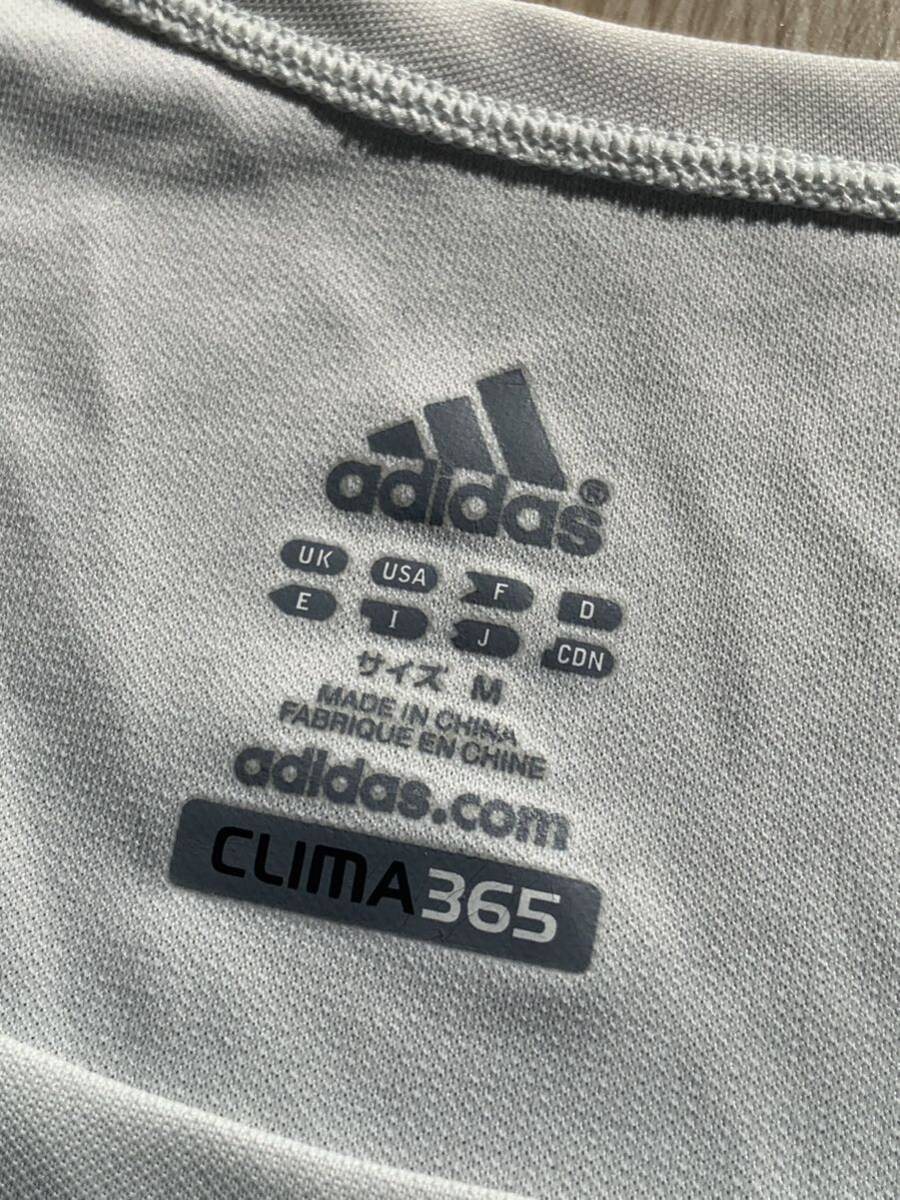 adidas®
UK USA F D
E I J CDN
サイズ M
MADE IN CHINA
FABRIQUE EN CHINE
adidas.com
CLIMA365